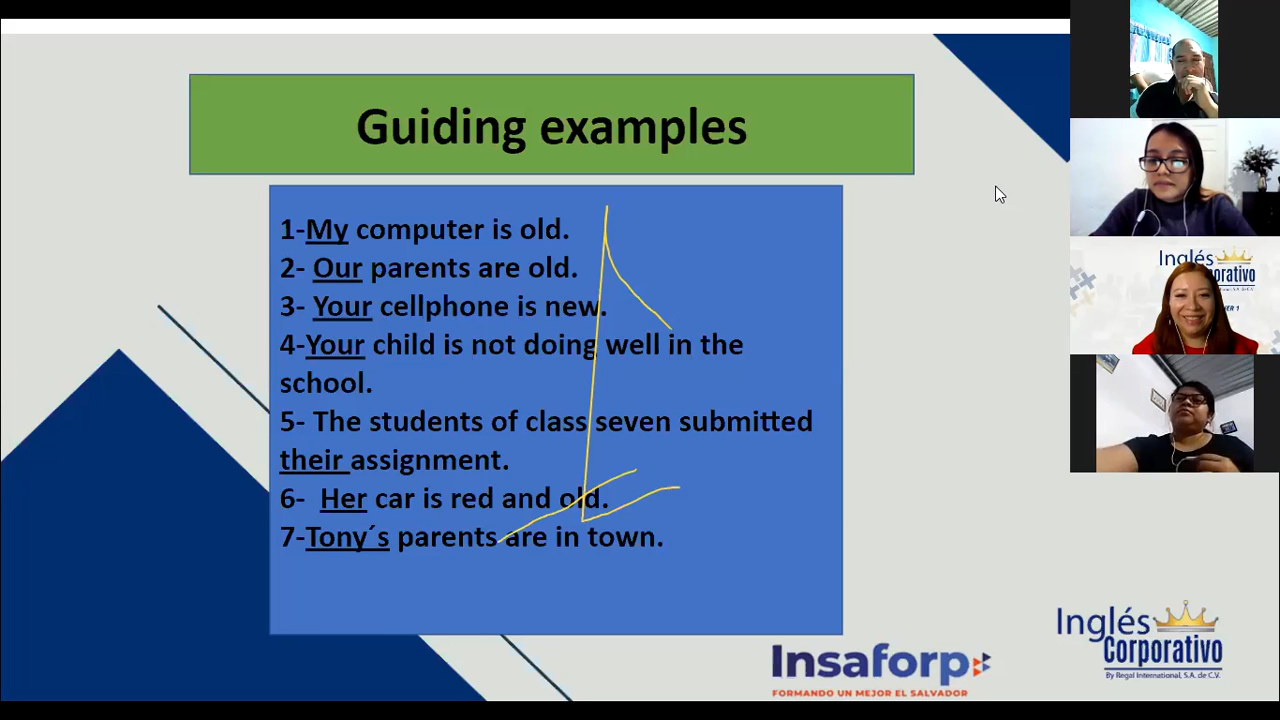 Guiding examples
1-My computer is old.
2- Our parents are old.
3- Your cellphone is new.
4-Your child is not doing well in the
school.
5- The students of class seven submitted
their assignment.
6- Her car is red and old.
7-Tony´s parents are in town.
Insaforp
FORMANDO UN MEJOR EL SALVADOR
Inglés
Corporativo
By Regal International, S.A. de C.V.
Inglés